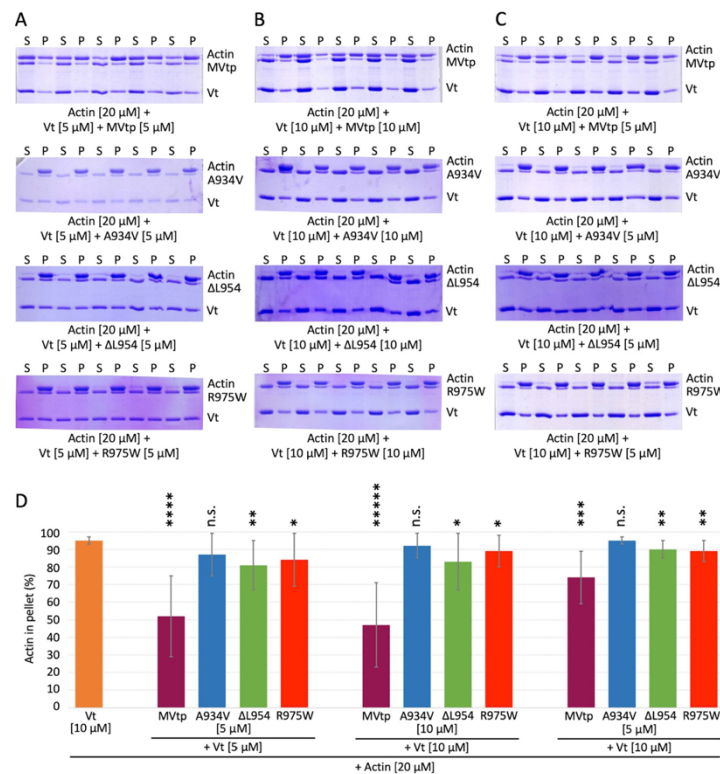 A
B
C
S P S P S P S P S P
S P S P S P S P S P
S P S P S P S P S P
Actin
MVtp
Vt
Actin
MVtp
Vt
Actin
MVtp
Vt
Actin [20 µM] +
Vt [5 µM] + MVtp [5 µM]
Actin [20 µM] +
Vt [10 µM] + MVtp [10 µM]
Actin [20 µM] +
Vt [10 µM] + MVtp [5 µM]
S P S P S P S P S P
S P S P S P S P S P
S P S P S P S P S P
Actin
A934V
Vt
Actin
A934V
Vt
Actin
A934V
Vt
Actin [20 µM] +
Vt [5 µM] + A934V [5 µM]
Actin [20 µM] +
Vt [10 µM] + A934V [10 µM]
Actin [20 µM] +
Vt [10 µM] + A934V [5 µM]
S P S P S P S P S P
S P S P S P S P S P
S P S P S P S P S P
Actin
ΔL954
Vt
Actin
ΔL954
Vt
Actin
ΔL954
Vt
Actin [20 µM] +
Vt [5 µM] + ΔL954 [5 µM]
Actin [20 µM] +
Vt [10 µM] + ΔL954 [10 µM]
Actin [20 µM] +
Vt [10 µM] + ΔL954 [5 µM]
S P S P S P S P S P
S P S P S P S P S P
S P S P S P S P S P
Actin
R975W
Vt
Actin
R975W
Vt
Actin
R975W
Vt
Actin [20 µM] +
Vt [5 µM] + R975W [5 µM]
Actin [20 µM] +
Vt [10 µM] + R975W [10 µM]
Actin [20 µM] +
Vt [10 µM] + R975W [5 µM]
D
**** n.s. ** * ***** n.s. * * *** n.s. ** **
Actin in pellet (%)
100
90
80
70
60
50
40
30
20
10
0
Vt
[10 µM]
MVtp A934V ΔL954 R975W
[5 µM]
+ Vt [5 µM]
MVtp A934V ΔL954 R975W
[10 µM]
+ Vt [10 µM]
MVtp A934V ΔL954 R975W
[5 µM]
+ Vt [10 µM]
+ Actin [20 µM]